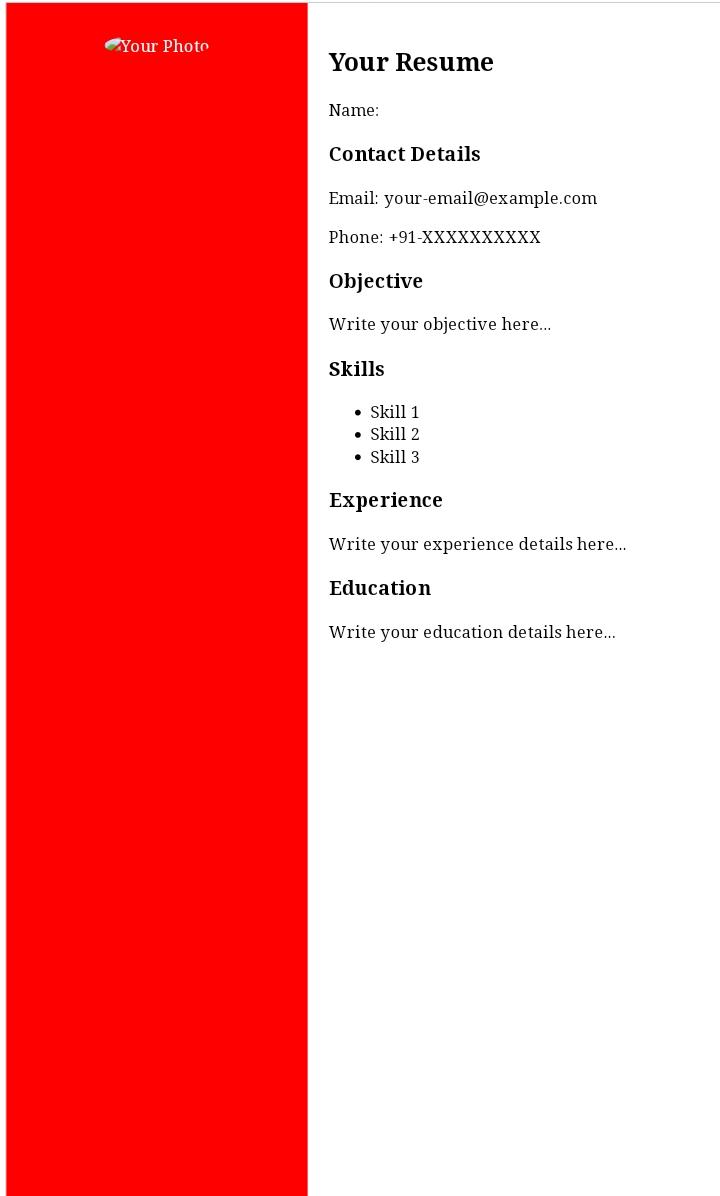 Your Photo
Your Resume
Name:
Contact Details
Email: your-email@example.com
Phone: +91-XXXXXXXXXX
Objective
Write your objective here...
Skills
• Skill 1
• Skill 2
• Skill 3
Experience
Write your experience details here...
Education
Write your education details here...